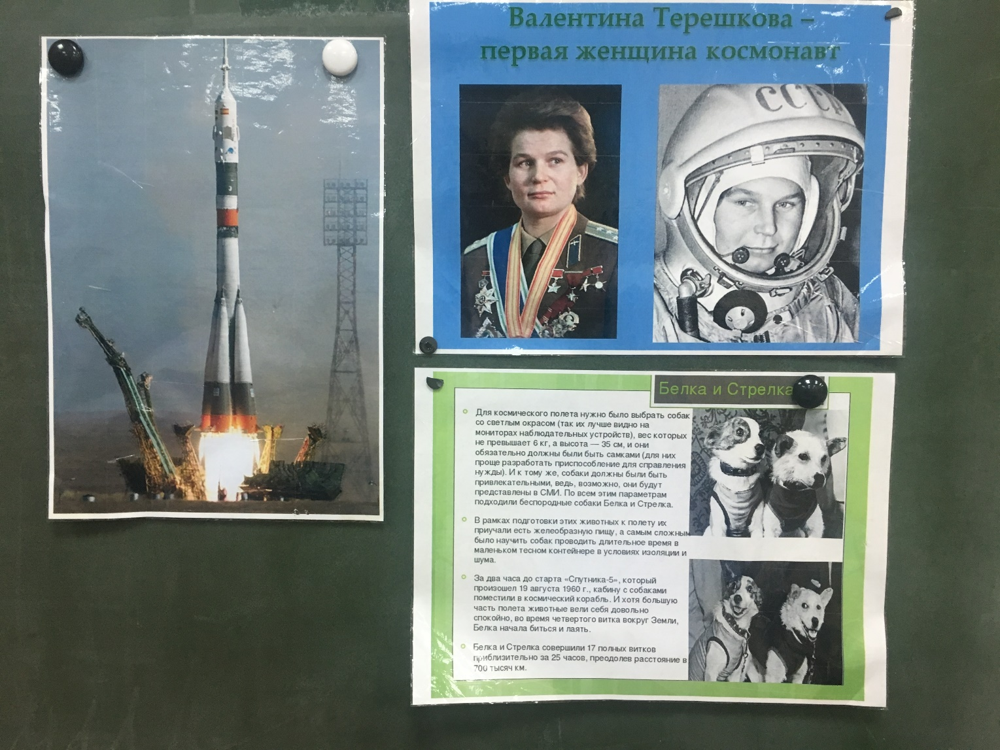 Валентина Терешкова –
первая женщина космонавт
СССР
Белка и Стрелка
Для космического полета нужно было выбрать собак
со светлым окрасом (так их лучше видно на
мониторах наблюдательных устройств), вес которых
не превышает 6 кг, а высота — 35 см, и они
обязательно должны были быть самками (для них
проще разработать приспособление для справления
нужды). И к тому же, собаки должны были быть
привлекательными, ведь, возможно, они будут
представлены в СМИ. По всем этим параметрам
подходили беспородные собаки Белка и Стрелка.
В рамках подготовки этих животных к полету их
приучали есть желеобразную пищу, а самым сложным
было научить собак проводить длительное время в
маленьком тесном контейнере в условиях изоляции и
шума.
За два часа до старта «Спутника-5», который
произошел 19 августа 1960 г., кабину с собаками
поместили в космический корабль. И хотя большую
часть полета животные вели себя довольно
спокойно, во время четвертого витка вокруг Земли,
Белка начала биться и лаять.
Белка и Стрелка совершили 17 полных витков
приблизительно за 25 часов, преодолев расстояние в
700 тысяч км.